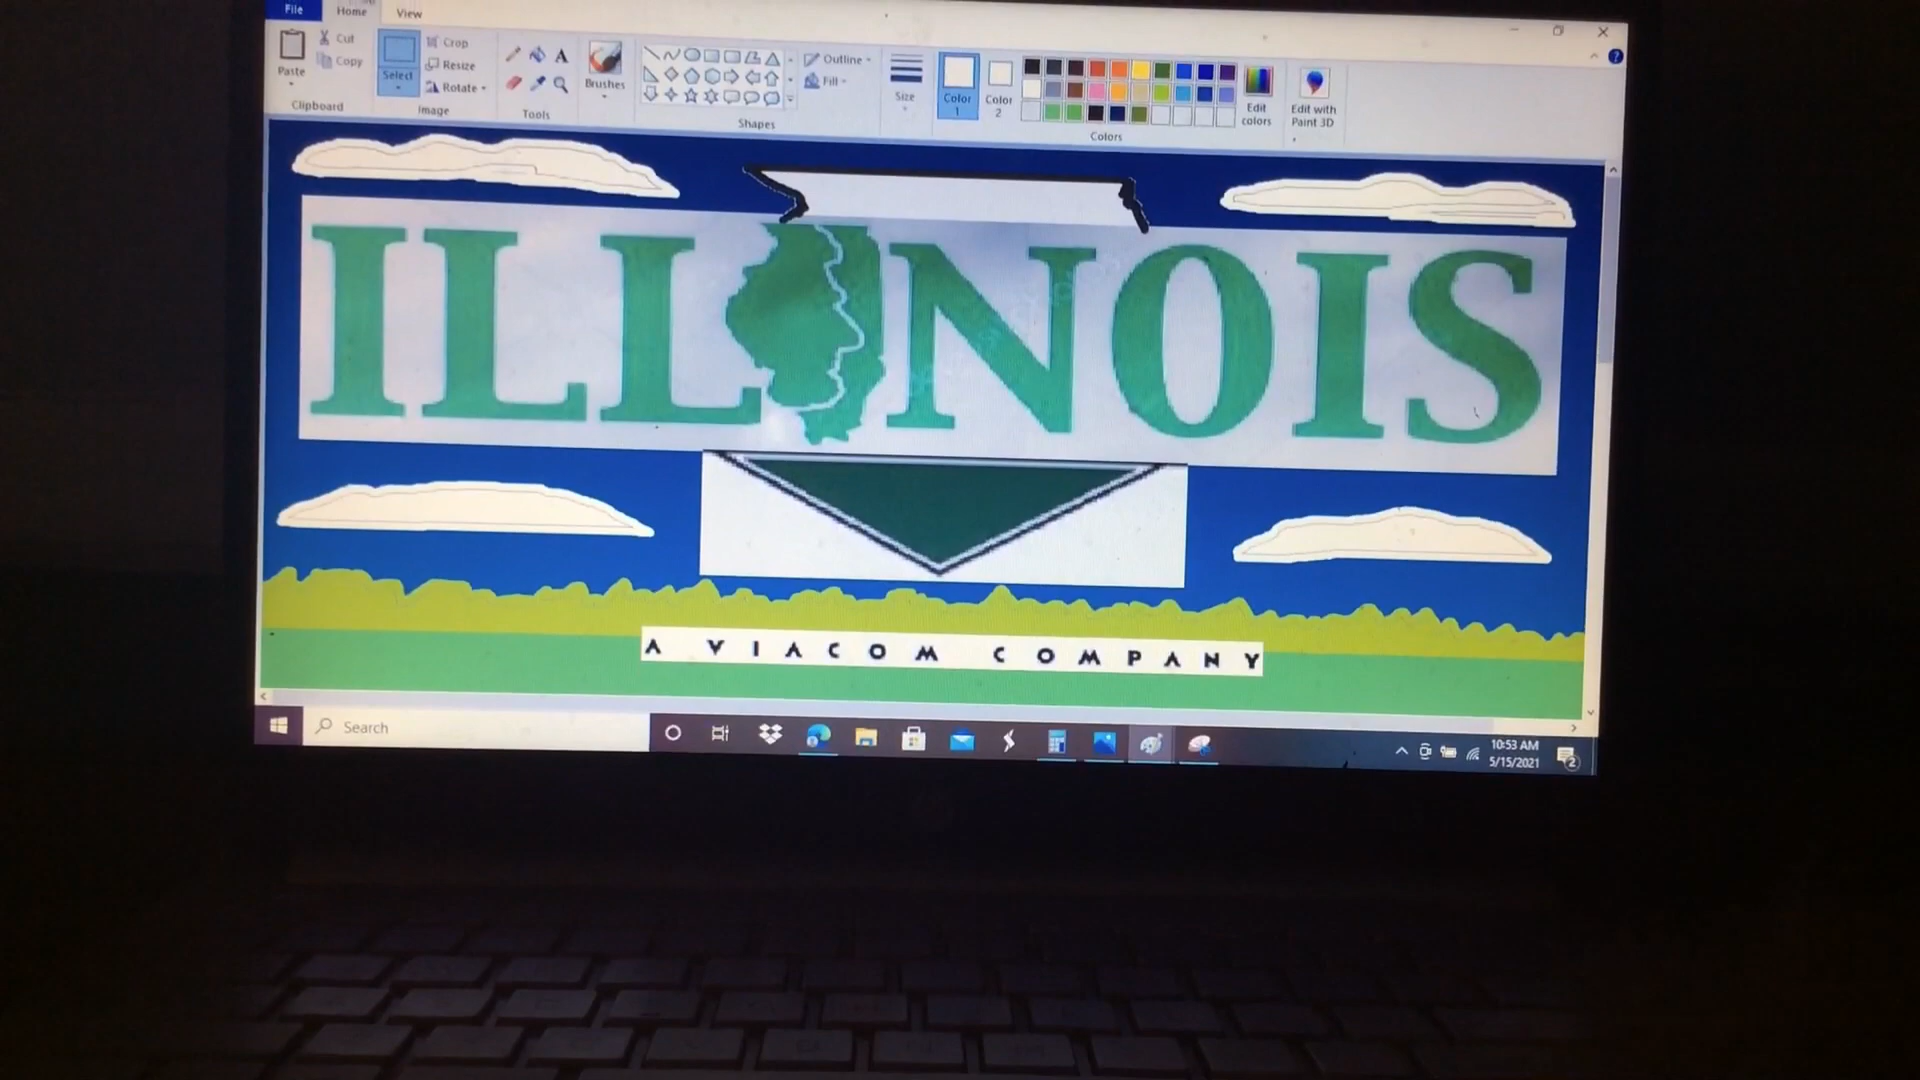 File Home View
Cut
Copy
Paste
Clipboard
Select
Crop
Resize
Rotate
Image
A
Tools
Brushes
Shapes
Outline
Fill
Size
Color 1
Color 2
Colors
Edit colors
Edit with Paint 3D
ILLINOIS
A VIACOM COMPANY
Search
10:53 AM
5/15/2021
2